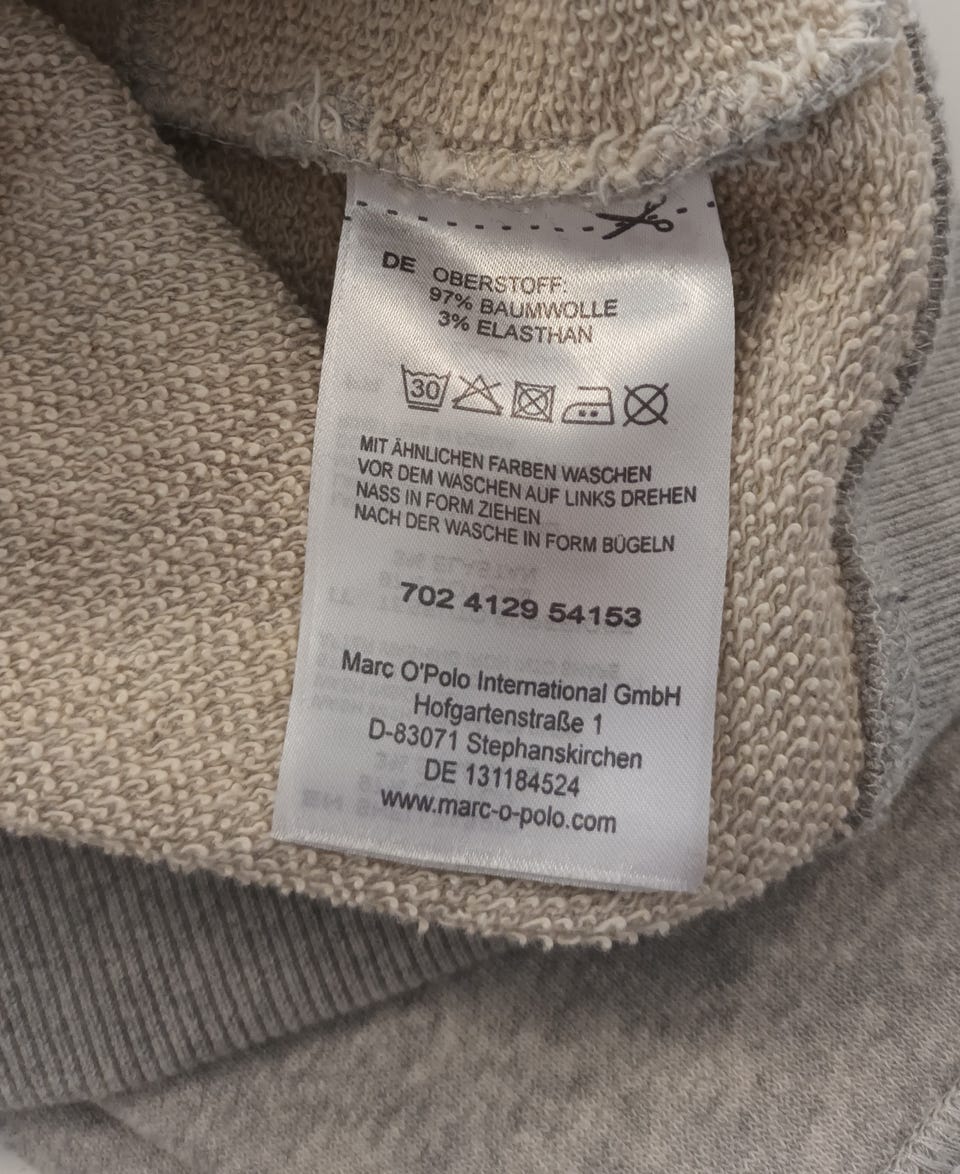 DE OBERSTOFF:
97% BAUMWOLLE
3% ELASTHAN
30
MIT ÄHNLICHEN FARBEN WASCHEN
VOR DEM WASCHEN AUF LINKS DREHEN
NASS IN FORM ZIEHEN
NACH DER WÄSCHE IN FORM BÜGELN
702 4129 54153
Marc O'Polo International GmbH
Hofgartenstraße 1
D-83071 Stephanskirchen
DE 131184524
www.marc-o-polo.com